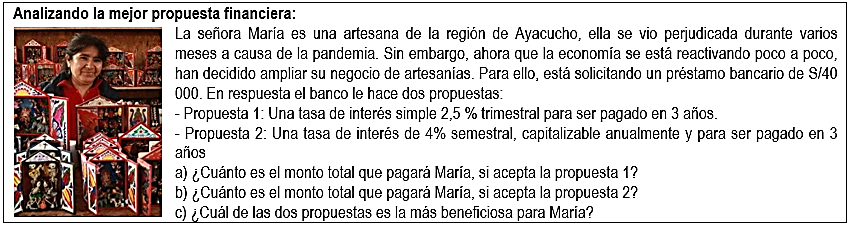 Analizando la mejor propuesta financiera:
La señora María es una artesana de la región de Ayacucho, ella se vio perjudicada durante varios
meses a causa de la pandemia. Sin embargo, ahora que la economía se está reactivando poco a poco,
han decidido ampliar su negocio de artesanías. Para ello, está solicitando un préstamo bancario de S/40
000. En respuesta el banco le hace dos propuestas:
- Propuesta 1: Una tasa de interés simple 2,5 % trimestral para ser pagado en 3 años.
- Propuesta 2: Una tasa de interés de 4% semestral, capitalizable anualmente y para ser pagado en 3
años
a) ¿Cuánto es el monto total que pagará María, si acepta la propuesta 1?
b) ¿Cuánto es el monto total que pagará María, si acepta la propuesta 2?
c) ¿Cuál de las dos propuestas es la más beneficiosa para María?